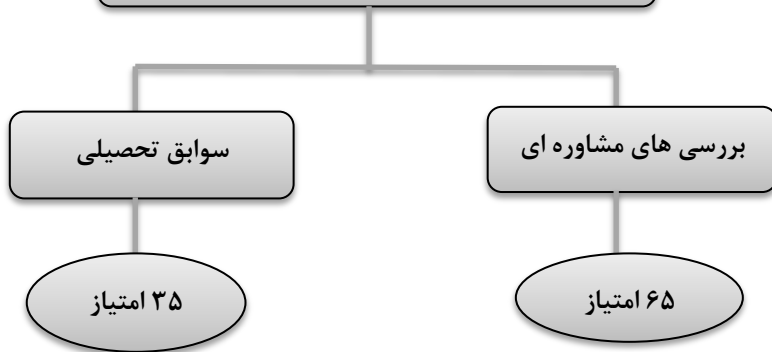 بررسی های مشاوره ای
سوابق تحصیلی
۶۵ امتیاز
۳۵ امتیاز